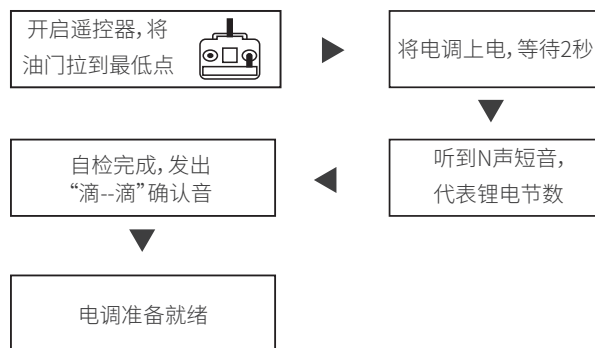 开启遥控器，将
油门拉到最低点
将电调上电，等待2秒
听到N声短音，
代表锂电节数
自检完成，发出
“滴--滴”确认音
电调准备就绪